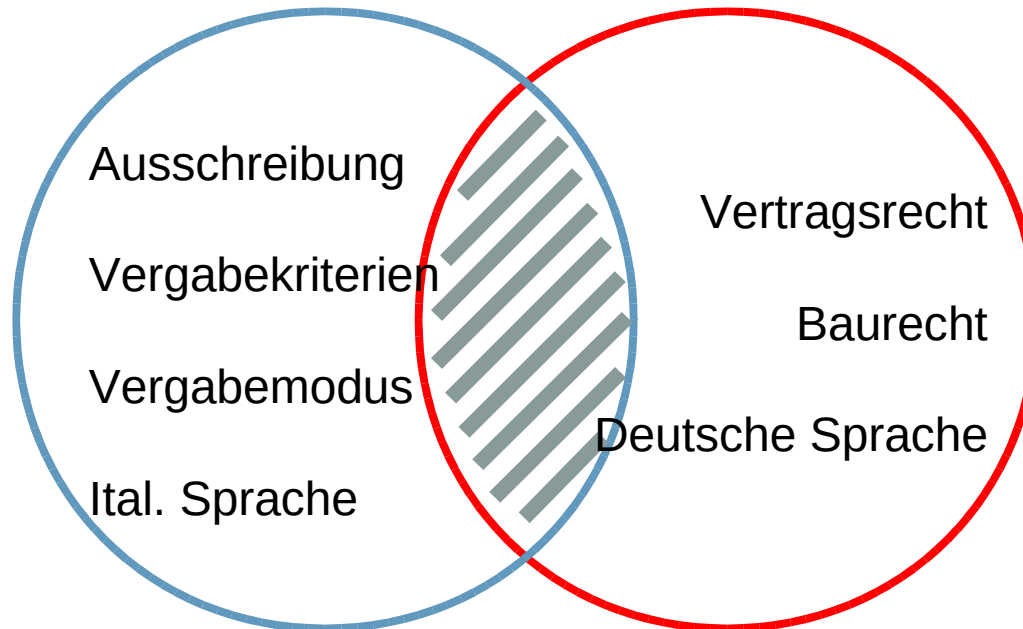 Ausschreibung
Vergabekriterien
Vergabemodus
Ital. Sprache
Vertragsrecht
Baurecht
Deutsche Sprache